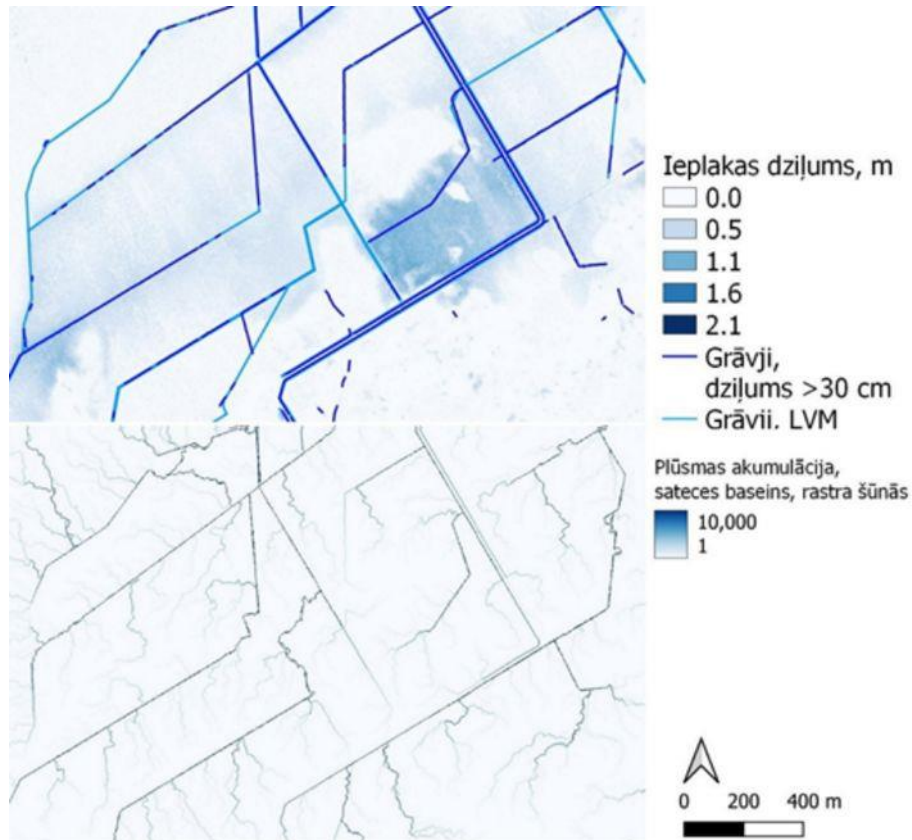 Ieplakas dziļums, m
0.0
0.5
1.1
1.6
2.1
Grāvji,
dziļums >30 cm
Grāvji. LVM
Plūsmas akumulācija,
sateces baseins, rastra šūnās
10,000
1
0 200 400 m